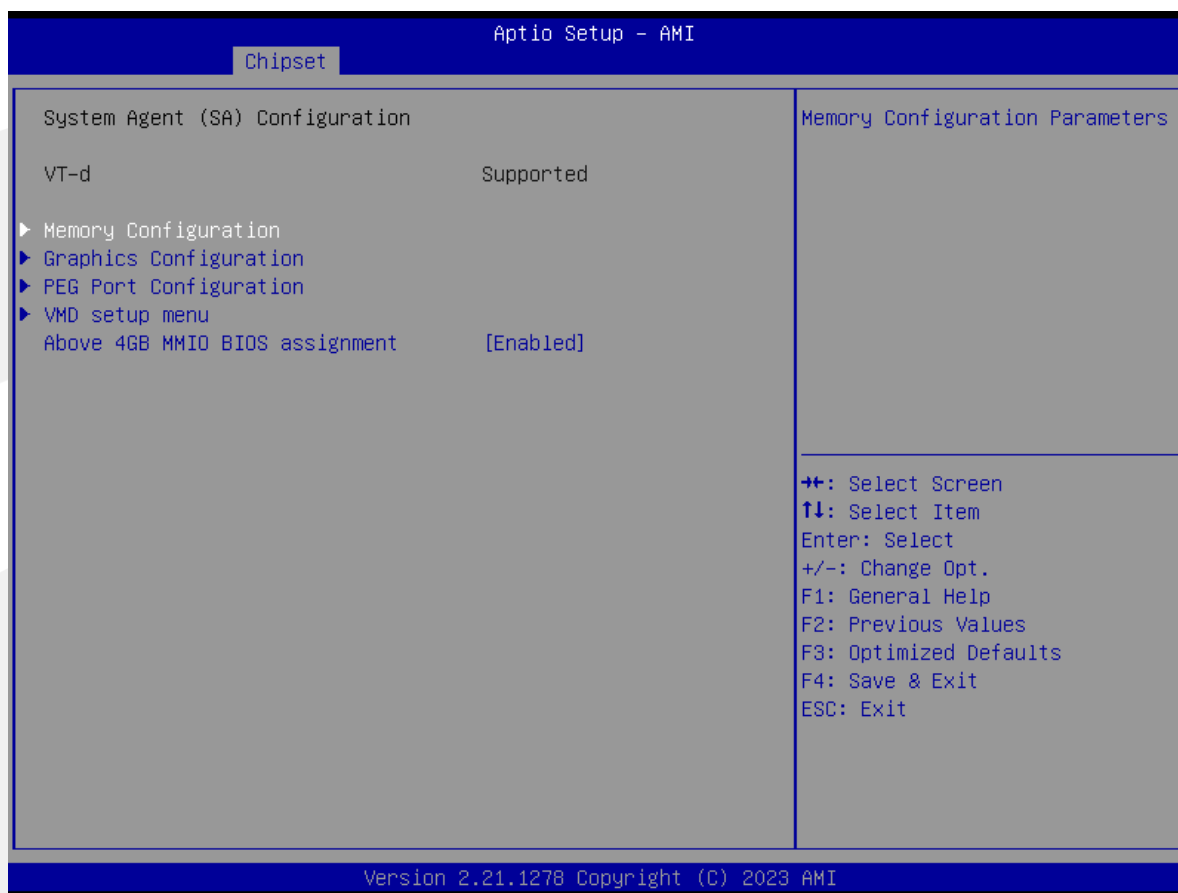 Aptio Setup – AMI
Chipset
System Agent (SA) Configuration
VT-d Supported
▶ Memory Configuration
▶ Graphics Configuration
▶ PEG Port Configuration
▶ VMD setup menu
Above 4GB MMIO BIOS assignment [Enabled]
Memory Configuration Parameters
→←: Select Screen
↑↓: Select Item
Enter: Select
+/-: Change Opt.
F1: General Help
F2: Previous Values
F3: Optimized Defaults
F4: Save & Exit
ESC: Exit
Version 2.21.1278 Copyright (C) 2023 AMI